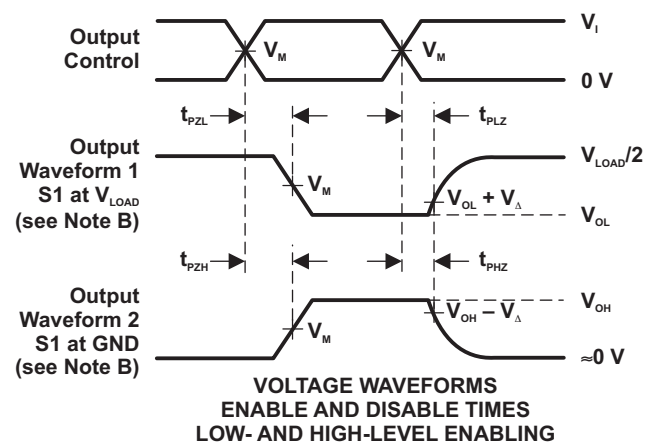 Output
Control
V_M
V_M
V_I
0 V
t_PZL
t_PLZ
Output
Waveform 1
S1 at V_LOAD
(see Note B)
V_M
V_OL + V_Δ
V_LOAD/2
V_OL
t_PZH
t_PHZ
Output
Waveform 2
S1 at GND
(see Note B)
V_M
V_OH – V_Δ
V_OH
≈0 V
VOLTAGE WAVEFORMS
ENABLE AND DISABLE TIMES
LOW- AND HIGH-LEVEL ENABLING